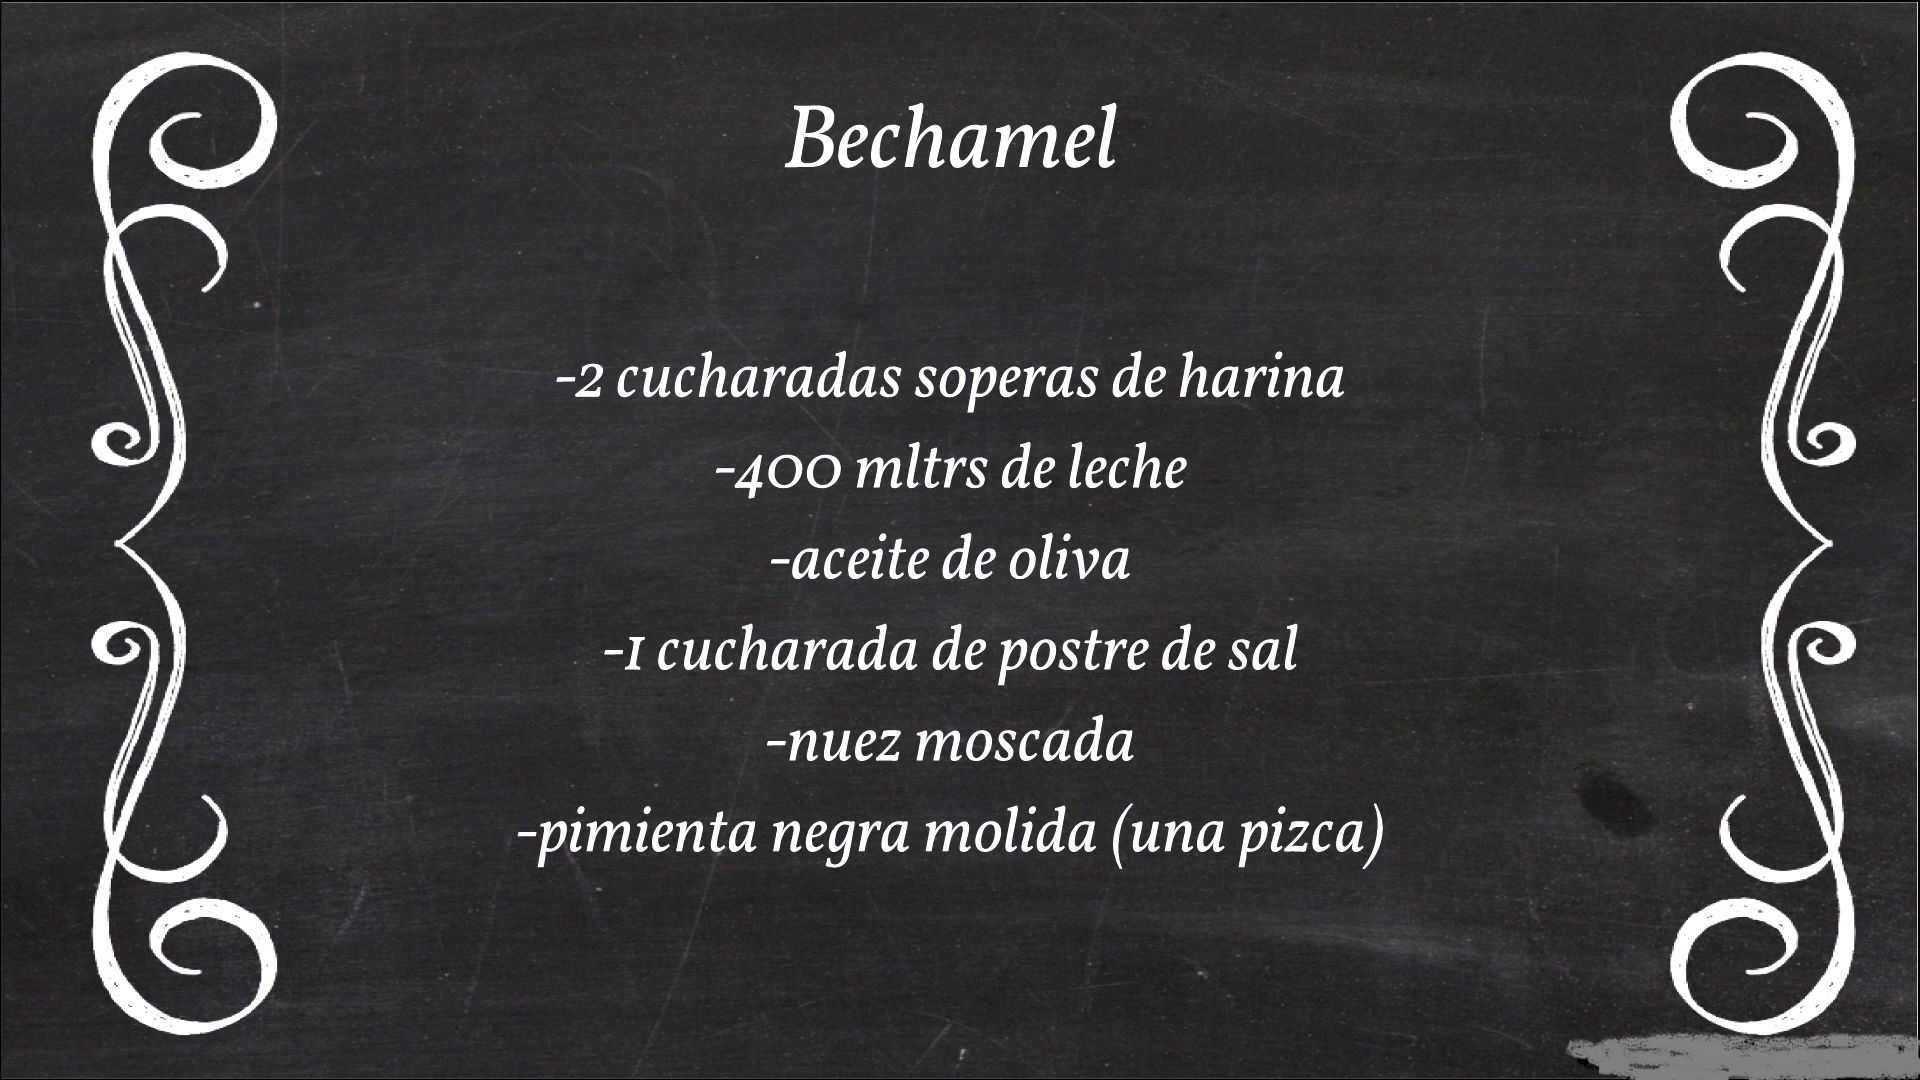 Bechamel
-2 cucharadas soperas de harina
-400 mltrs de leche
-aceite de oliva
-1 cucharada de postre de sal
-nuez moscada
-pimienta negra molida (una pizca)